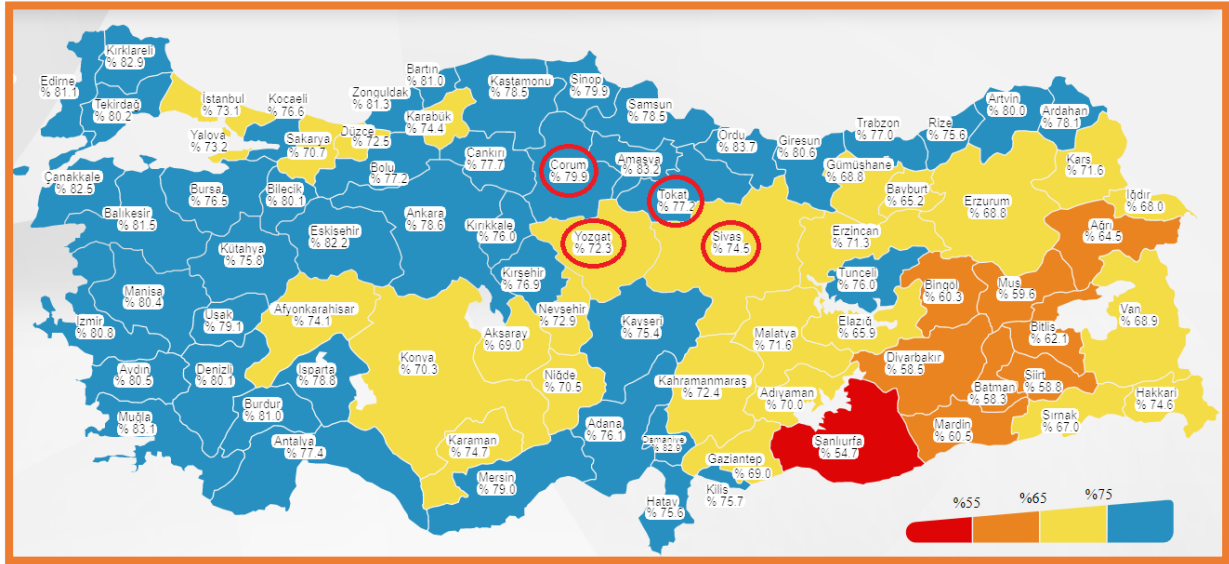 Kırklareli
% 82.9
Edirne
% 81.1
Tekirdağ
% 80.2
İstanbul
% 73.1
Kocaeli
% 76.6
Yalova
% 73.2
Sakarya
% 70.7
Düzce
% 72.5
Zonguldak
% 81.3
Bartın
% 81.0
Karabük
% 74.4
Kastamonu
% 78.5
Sinop
% 79.9
Samsun
% 78.5
Ordu
% 83.7
Giresun
% 80.6
Trabzon
% 77.0
Rize
% 75.6
Artvin
% 80.0
Ardahan
% 78.1
Kars
% 71.6
Iğdır
% 68.0
Çanakkale
% 82.5
Balıkesir
% 81.5
Bursa
% 76.5
Bilecik
% 80.1
Bolu
% 77.2
Çankırı
% 77.7
Çorum
% 79.9
Amasya
% 83.2
Tokat
% 77.2
Gümüşhane
% 68.8
Bayburt
% 65.2
Erzurum
% 68.8
Ağrı
% 64.5
Kütahya
% 75.8
Eskişehir
% 82.2
Ankara
% 78.6
Kırıkkale
% 76.0
Yozgat
% 72.3
Sivas
% 74.5
Erzincan
% 71.3
Tunceli
% 76.0
Bingöl
% 60.3
Muş
% 59.6
Van
% 68.9
Manisa
% 80.4
İzmir
% 80.8
Uşak
% 79.1
Afyonkarahisar
% 74.1
Kırşehir
% 76.9
Nevşehir
% 72.9
Aksaray
% 69.0
Kayseri
% 75.4
Malatya
% 71.6
Elazığ
% 65.9
Bitlis
% 62.1
Aydın
% 80.5
Denizli
% 80.1
Isparta
% 78.8
Konya
% 70.3
Niğde
% 70.5
Kahramanmaraş
% 72.4
Adıyaman
% 70.0
Diyarbakır
% 58.5
Batman
% 58.3
Siirt
% 58.8
Hakkari
% 74.6
Şırnak
% 67.0
Muğla
% 83.1
Burdur
% 81.0
Antalya
% 77.4
Karaman
% 74.7
Mersin
% 79.0
Adana
% 76.1
Osmaniye
% 82.9
Gaziantep
% 69.0
Kilis
% 75.7
Hatay
% 75.6
Şanlıurfa
% 54.7
Mardin
% 60.5
%55 %65 %75